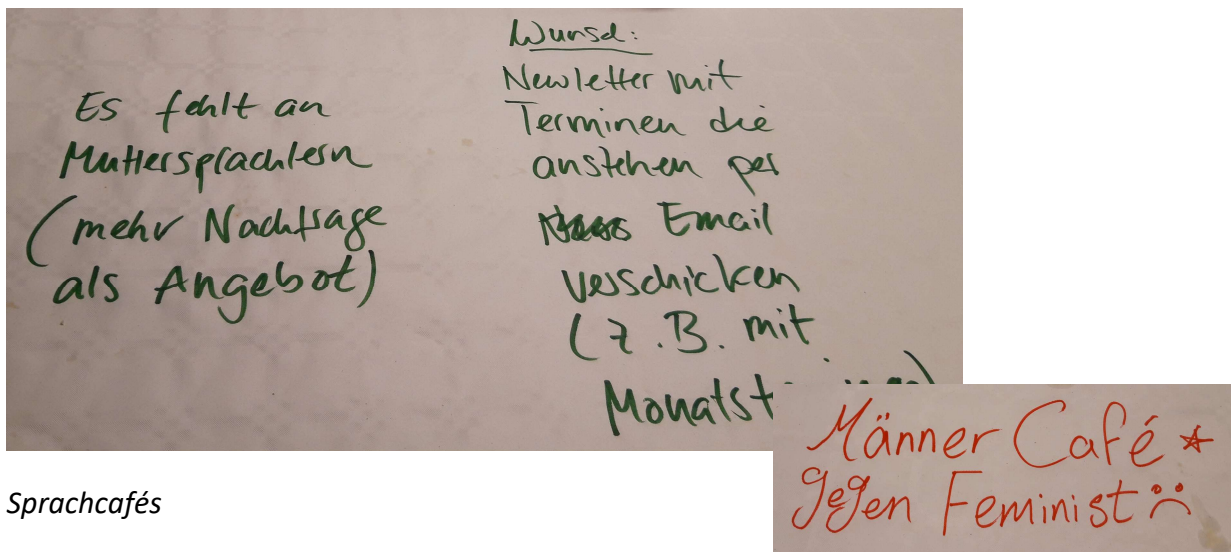 Es fehlt an
Muttersprachlern
(mehr Nachfrage
als Angebot)
Wunsch:
Newletter mit
Terminen die
anstehen per
Email
verschicken
(z.B. mit
Männer Café
gegen Feminist
Sprachcafés